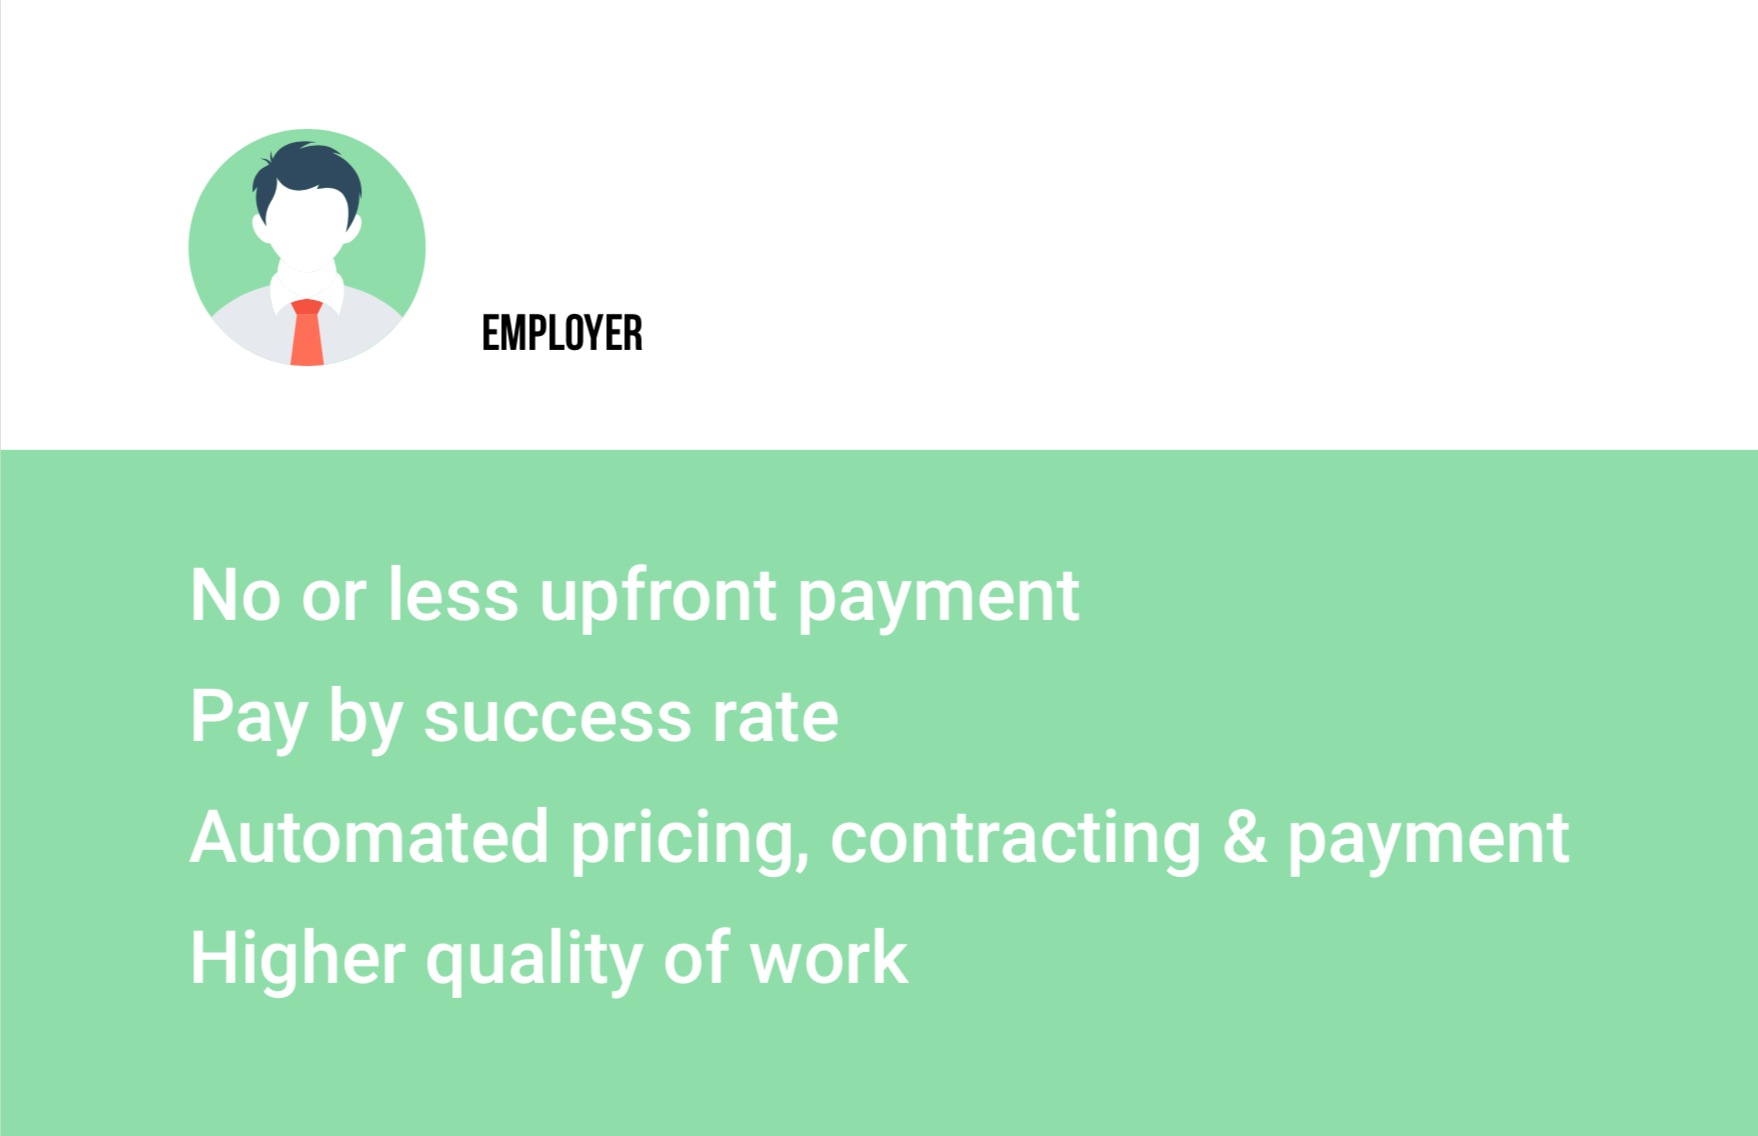 EMPLOYER
No or less upfront payment
Pay by success rate
Automated pricing, contracting & payment
Higher quality of work